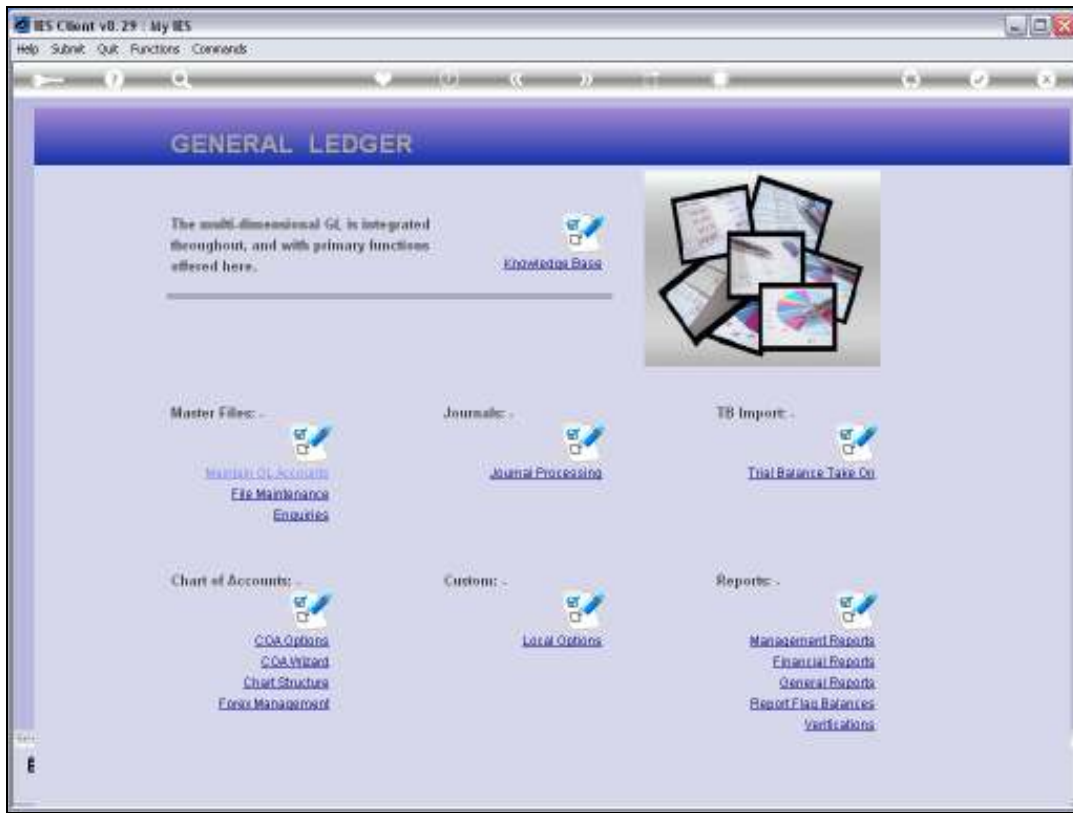 IES Client v8.29 : My IES
Help Submit Quit Functions Commands
GENERAL LEDGER
The multi-dimensional GL is integrated
throughout, and with primary functions
offered here.
Knowledge Base
Master Files: -
Journals: -
TB Import: -
Maintain GL Accounts
Journal Processing
Trial Balance Take On
File Maintenance
Enquiries
Chart of Accounts: -
Custom: -
Reports: -
COA Options
Local Options
Management Reports
COA Wizard
Financial Reports
Chart Structure
General Reports
Forex Management
Report Flag Balances
Verifications